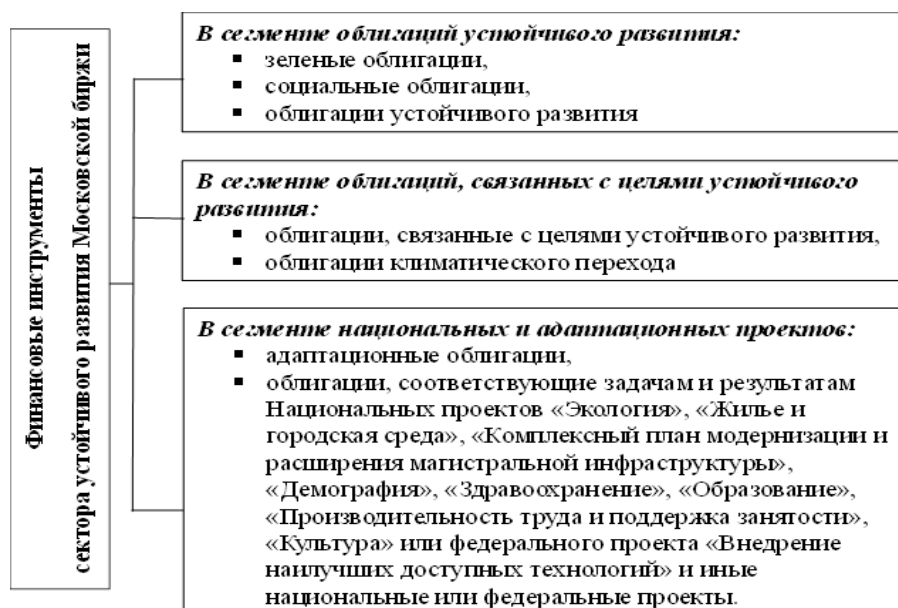 Финансовые инструменты
сектора устойчивого развития Московской биржи
В сегменте облигаций устойчивого развития:
▪ зеленые облигации,
▪ социальные облигации,
▪ облигации устойчивого развития
В сегменте облигаций, связанных с целями устойчивого
развития:
▪ облигации, связанные с целями устойчивого развития,
▪ облигации климатического перехода
В сегменте национальных и адаптационных проектов:
▪ адаптационные облигации,
▪ облигации, соответствующие задачам и результатам
Национальных проектов «Экология», «Жилье и
городская среда», «Комплексный план модернизации и
расширения магистральной инфраструктуры»,
«Демография», «Здравоохранение», «Образование»,
«Производительность труда и поддержка занятости»,
«Культура» или федерального проекта «Внедрение
наилучших доступных технологий» и иные
национальные или федеральные проекты.